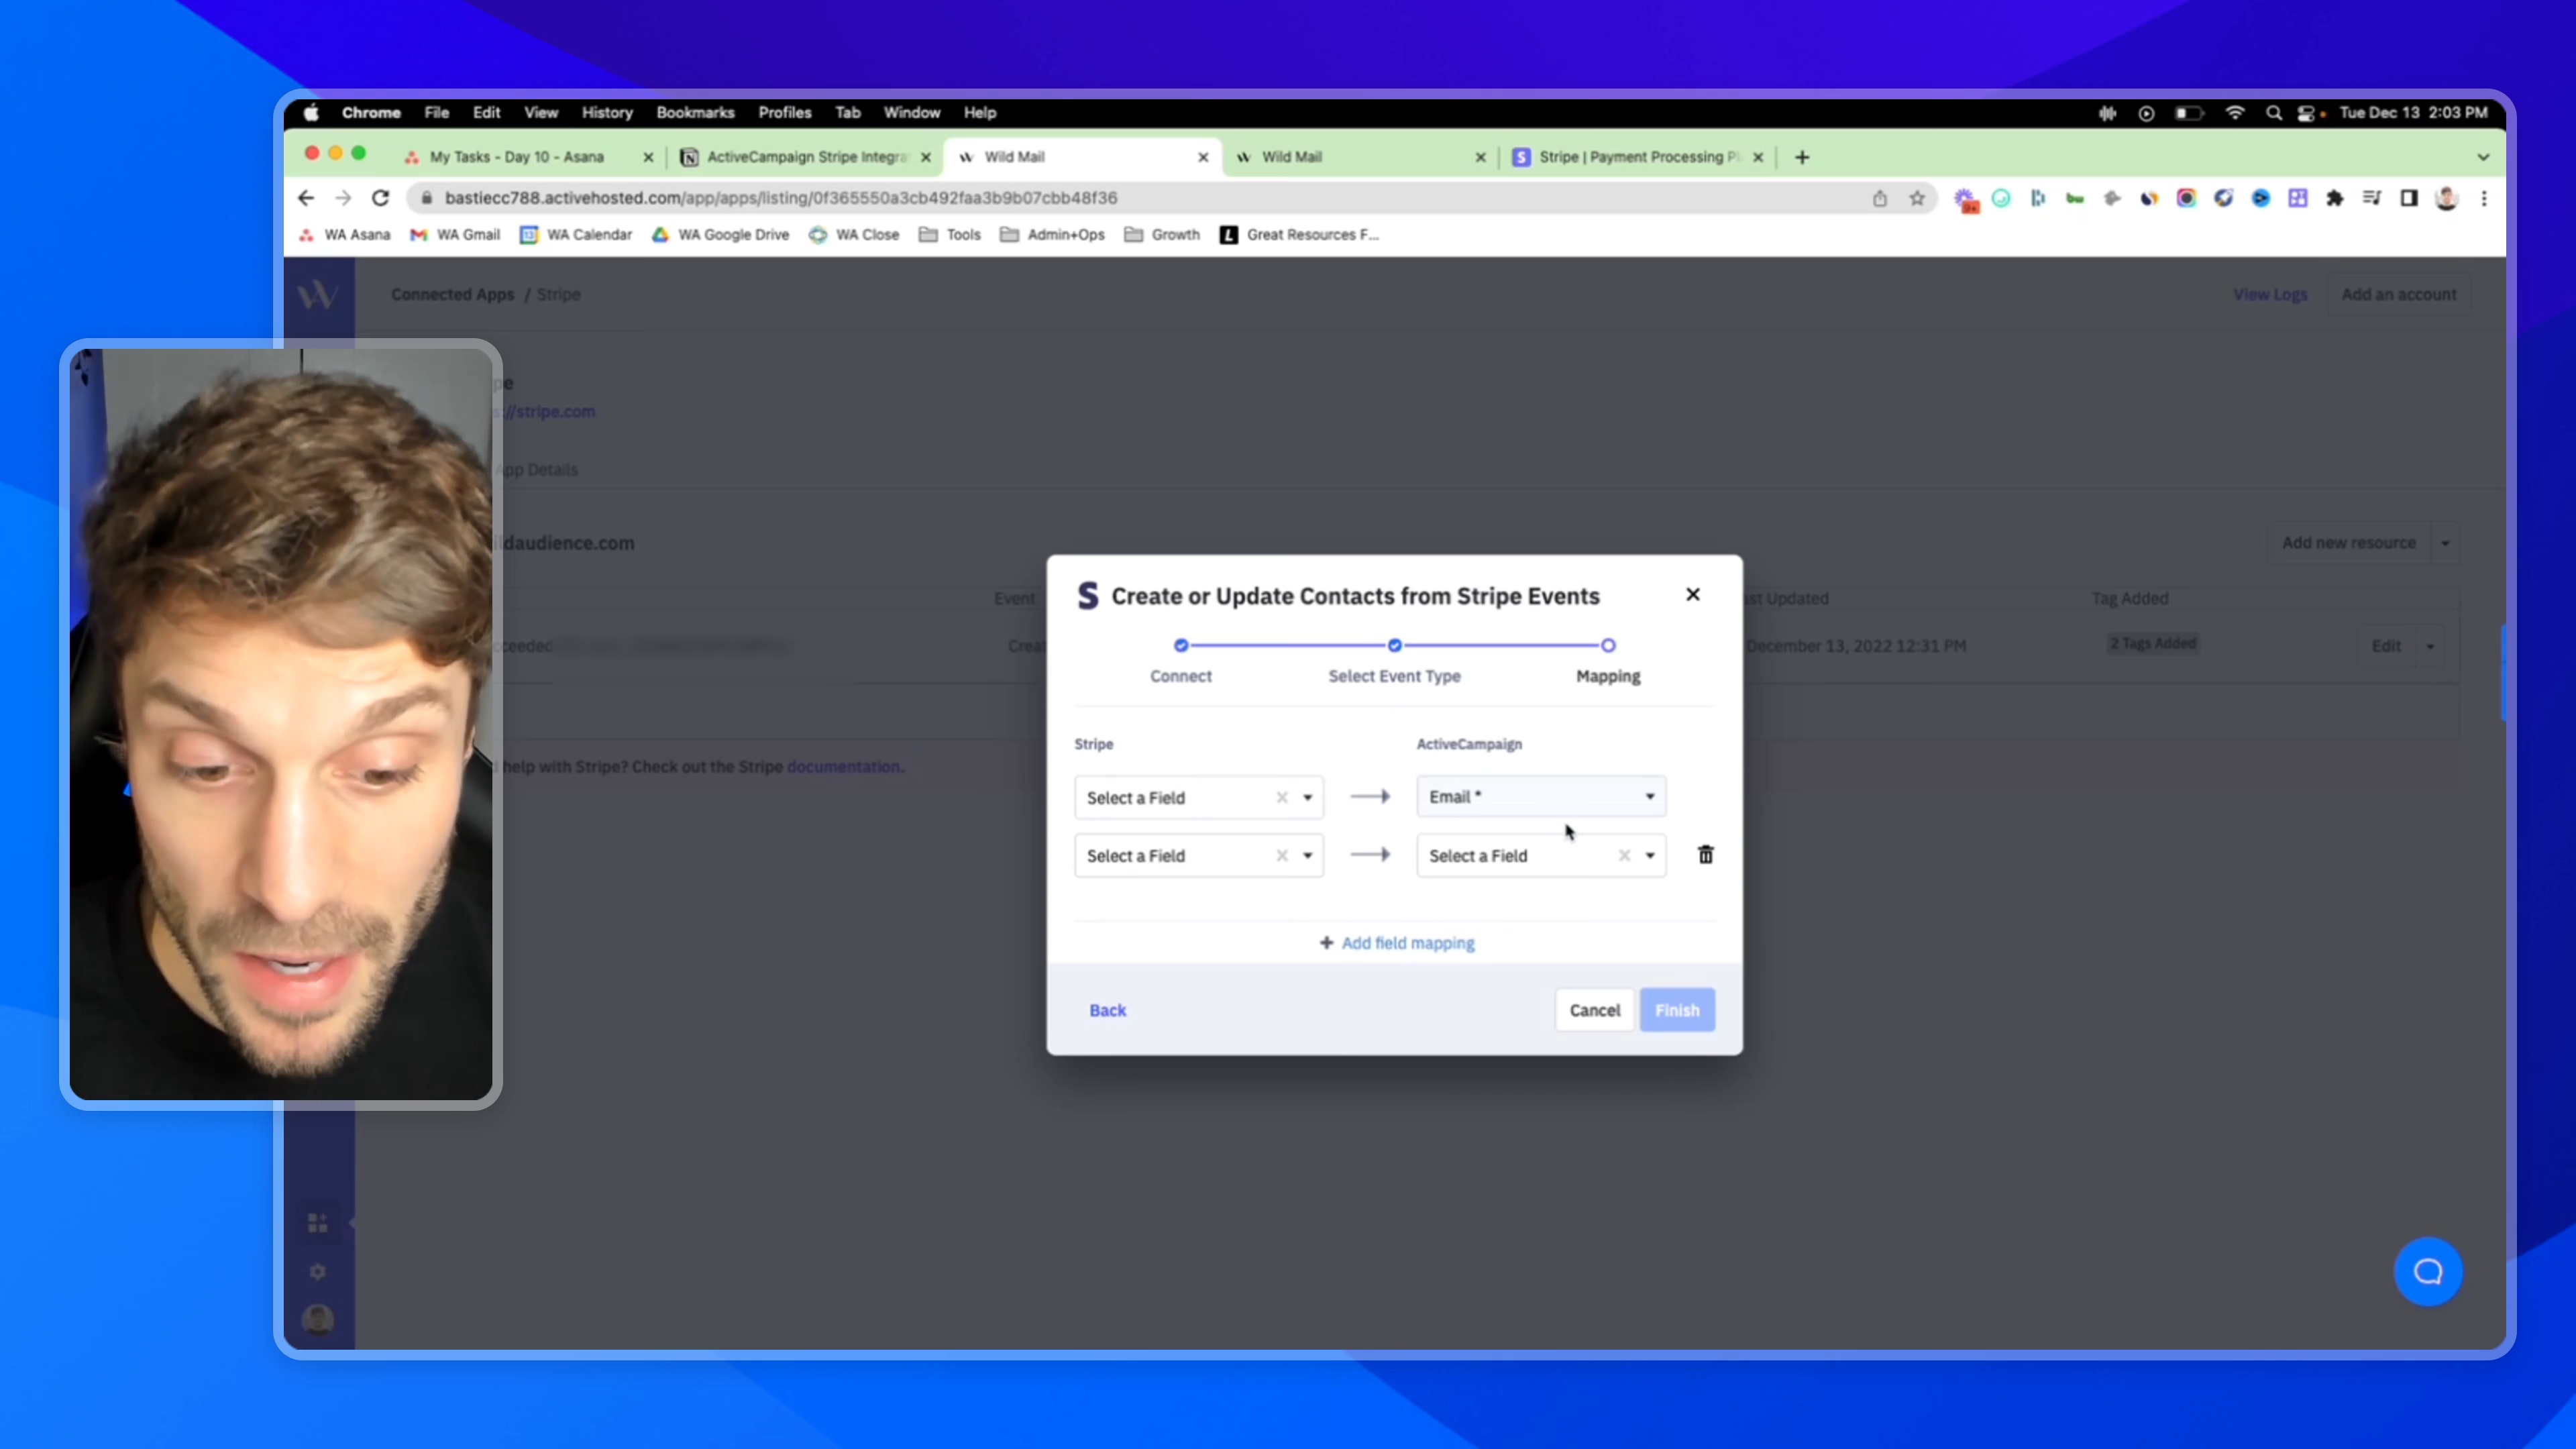 Chrome File Edit View History Bookmarks Profiles Tab Window Help Tue Dec 13 2:03 PM
My Tasks - Day 10 - Asana ActiveCampaign Stripe Integra Wild Mail Wild Mail Stripe | Payment Processing Pl
bastiecc788.activehosted.com/app/apps/listing/0f365550a3cb492faa3b9b07cbb48f36
WA Asana WA Gmail WA Calendar WA Google Drive WA Close Tools Admin+Ops Growth Great Resources F...
Connected Apps / Stripe View Logs Add an account
pe
s://stripe.com
App Details
ildaudience.com Add new resource
Event ast Updated Tag Added
cceeded Creat December 13, 2022 12:31 PM 2 Tags Added Edit
d help with Stripe? Check out the Stripe documentation.
Create or Update Contacts from Stripe Events
Connect Select Event Type Mapping
Stripe ActiveCampaign
Select a Field Email *
Select a Field Select a Field
+ Add field mapping
Back Cancel Finish